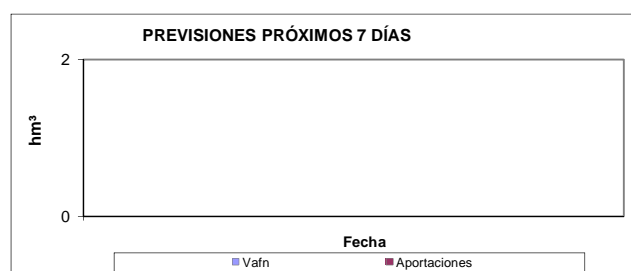 PREVISIONES PRÓXIMOS 7 DÍAS
2
hm³
0
Fecha
Vafn Aportaciones